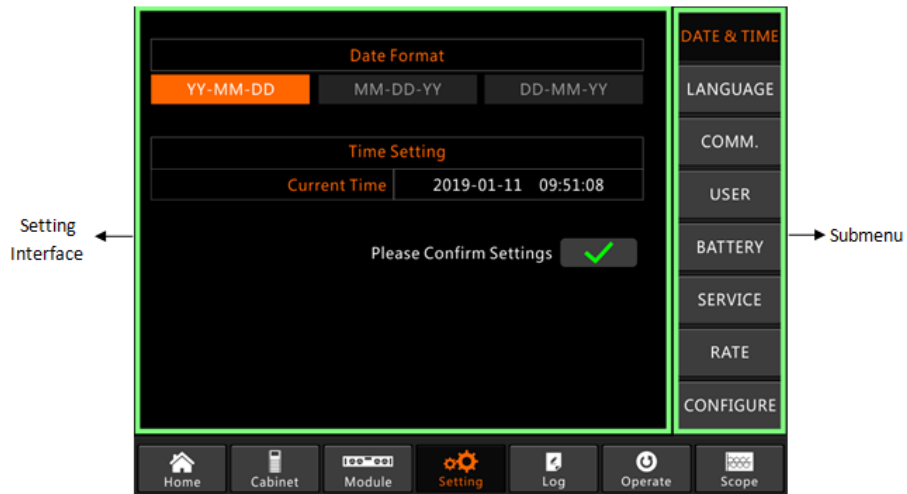 Date Format
YY-MM-DD MM-DD-YY DD-MM-YY
Time Setting
Current Time 2019-01-11 09:51:08
Please Confirm Settings
DATE & TIME
LANGUAGE
COMM.
USER
BATTERY
SERVICE
RATE
CONFIGURE
Setting
Interface
Submenu
Home Cabinet Module Setting Log Operate Scope